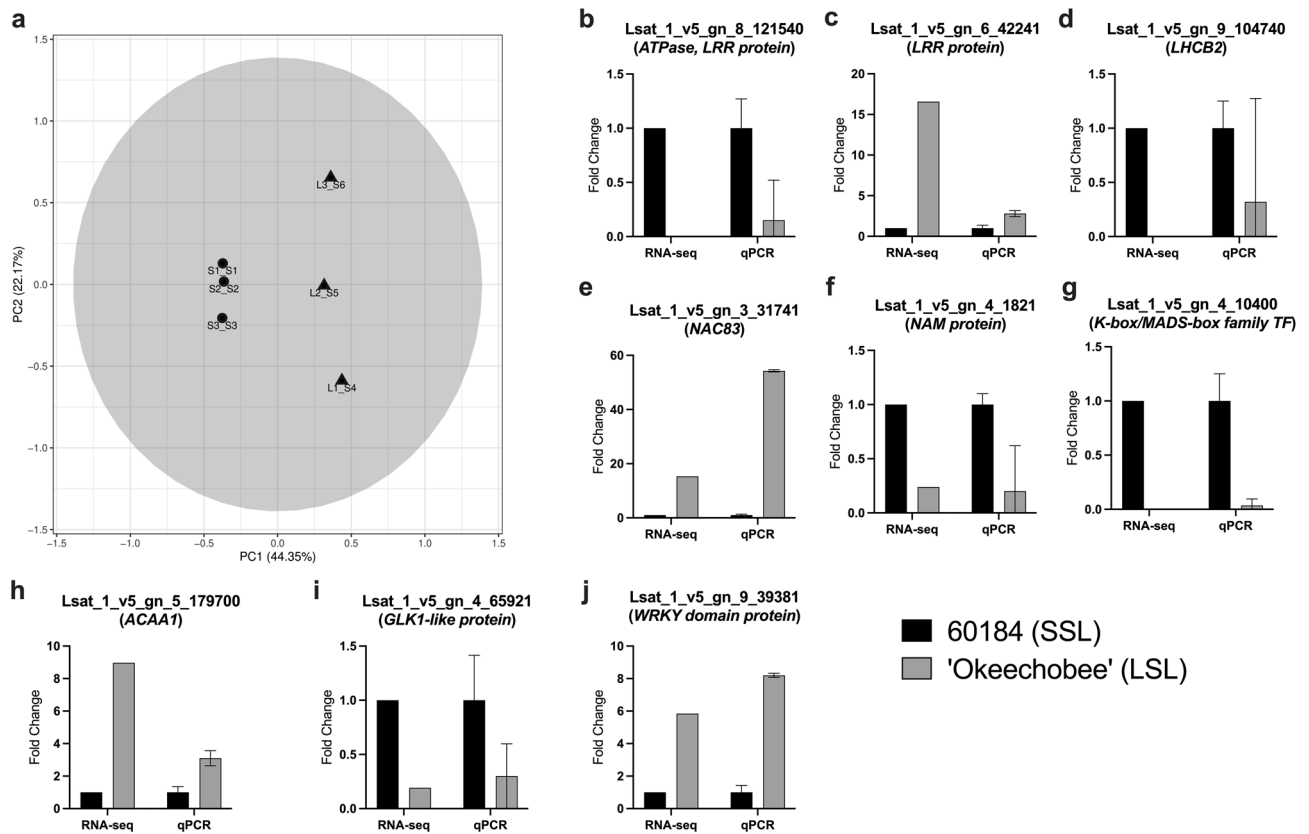 a
1.5
1.0
0.5
0.0
−0.5
−1.0
−1.5
PC2 (22.17%)
L3_S6
S1_S1
S2_S2
S3_S3
L2_S5
L1_S4
−1.5 −1.0 −0.5 0.0 0.5 1.0 1.5
PC1 (44.35%)
b
Lsat_1_v5_gn_8_121540
(ATPase, LRR protein)
Fold Change
1.5
1.0
0.5
0.0
RNA-seq qPCR
c
Lsat_1_v5_gn_6_42241
(LRR protein)
Fold Change
20
15
10
5
0
RNA-seq qPCR
d
Lsat_1_v5_gn_9_104740
(LHCB2)
Fold Change
1.5
1.0
0.5
0.0
RNA-seq qPCR
e
Lsat_1_v5_gn_3_31741
(NAC83)
Fold Change
60
40
20
0
RNA-seq qPCR
f
Lsat_1_v5_gn_4_1821
(NAM protein)
Fold Change
1.5
1.0
0.5
0.0
RNA-seq qPCR
g
Lsat_1_v5_gn_4_10400
(K-box/MADS-box family TF)
Fold Change
1.5
1.0
0.5
0.0
RNA-seq qPCR
h
Lsat_1_v5_gn_5_179700
(ACAA1)
Fold Change
10
8
6
4
2
0
RNA-seq qPCR
i
Lsat_1_v5_gn_4_65921
(GLK1-like protein)
Fold Change
1.5
1.0
0.5
0.0
RNA-seq qPCR
j
Lsat_1_v5_gn_9_39381
(WRKY domain protein)
Fold Change
10
8
6
4
2
0
RNA-seq qPCR
60184 (SSL)
'Okeechobee' (LSL)